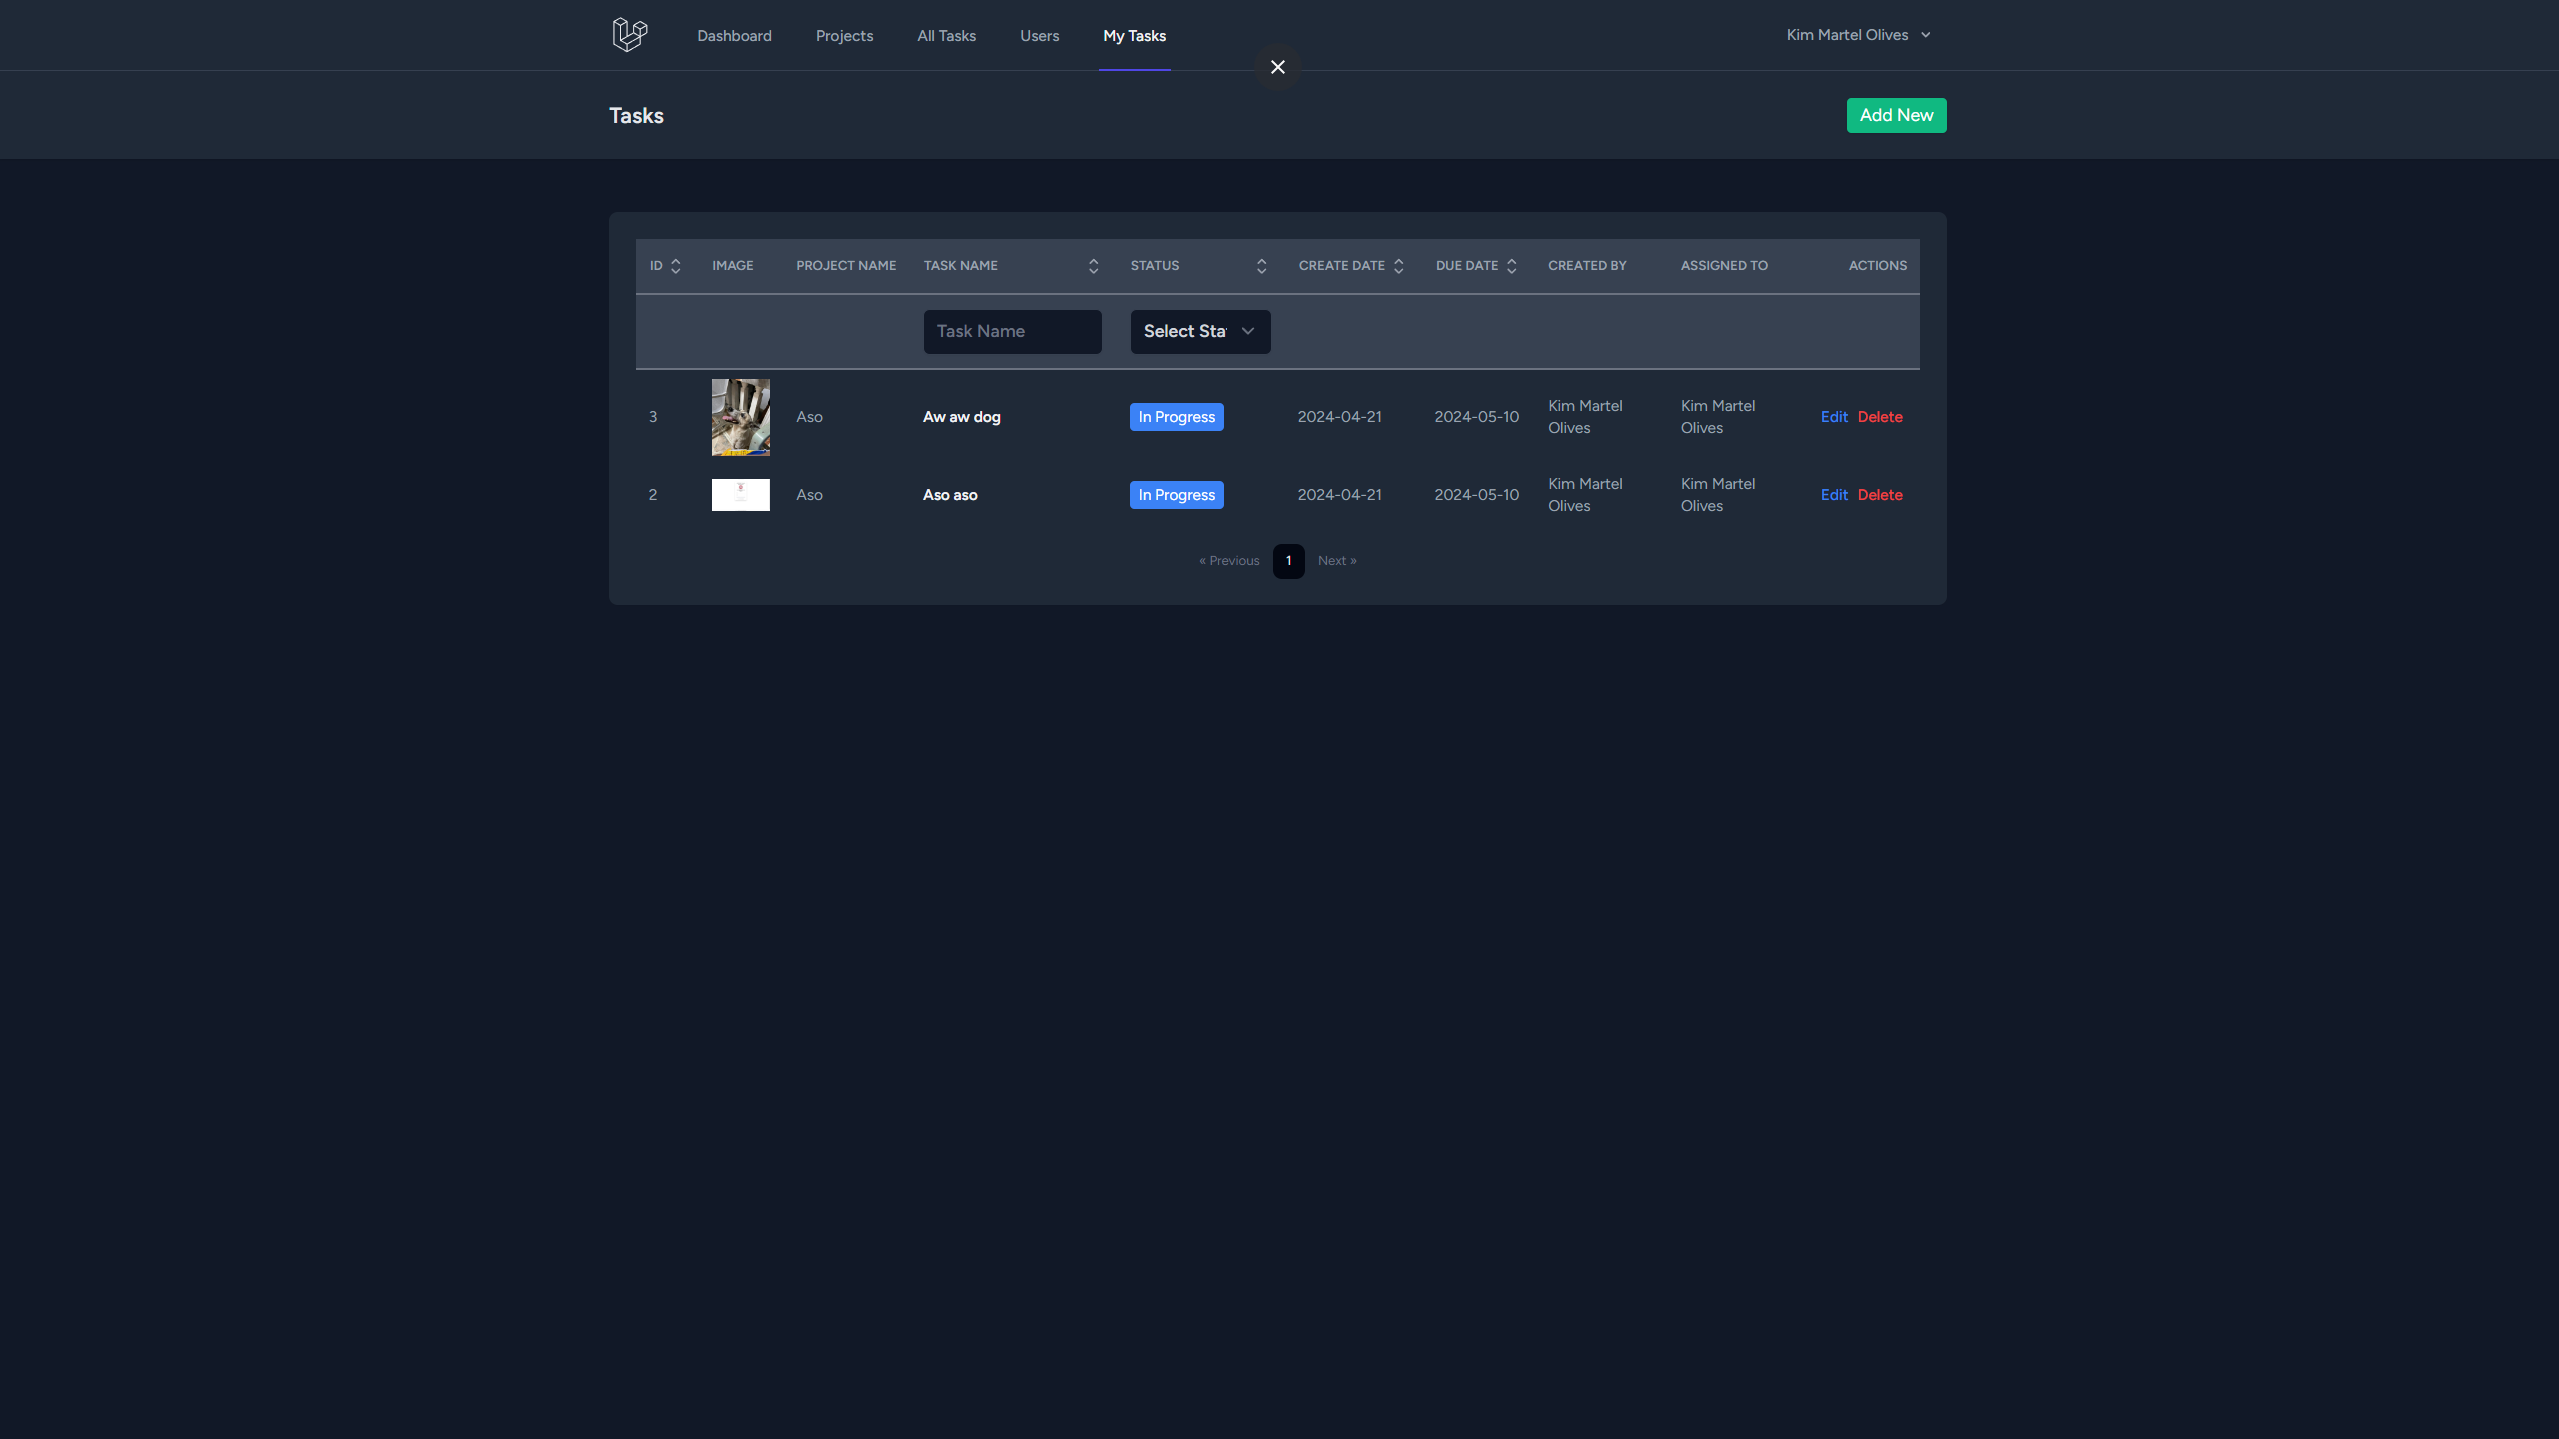 Dashboard Projects All Tasks Users My Tasks Kim Martel Olives
Tasks Add New
ID IMAGE PROJECT NAME TASK NAME STATUS CREATE DATE DUE DATE CREATED BY ASSIGNED TO ACTIONS
Task Name Select Sta
3 Aso Aw aw dog In Progress 2024-04-21 2024-05-10 Kim Martel Olives Kim Martel Olives Edit Delete
2 Aso Aso aso In Progress 2024-04-21 2024-05-10 Kim Martel Olives Kim Martel Olives Edit Delete
« Previous 1 Next »